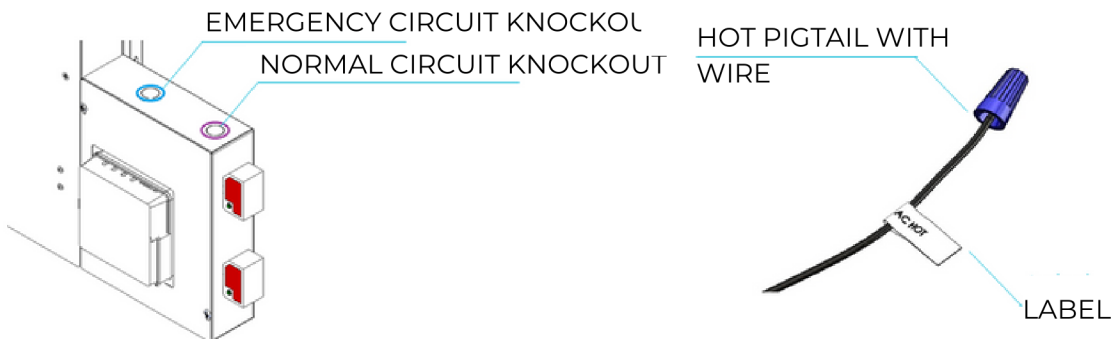 EMERGENCY CIRCUIT KNOCKOU
NORMAL CIRCUIT KNOCKOUT
HOT PIGTAIL WITH
WIRE
AC HOT
LABEL